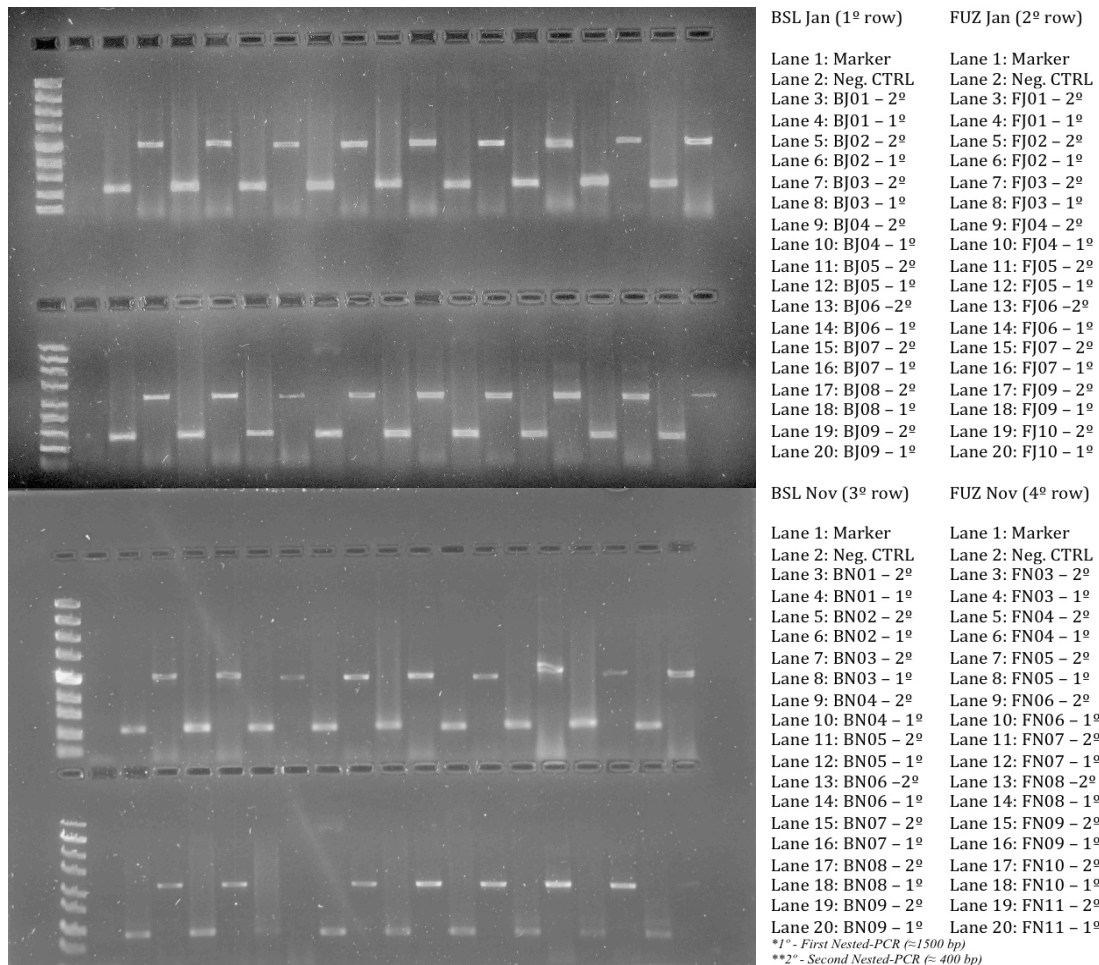 BSL Jan (1º row)
Lane 1: Marker
Lane 2: Neg. CTRL
Lane 3: BJ01 – 2º
Lane 4: BJ01 – 1º
Lane 5: BJ02 – 2º
Lane 6: BJ02 – 1º
Lane 7: BJ03 – 2º
Lane 8: BJ03 – 1º
Lane 9: BJ04 – 2º
Lane 10: BJ04 – 1º
Lane 11: BJ05 – 2º
Lane 12: BJ05 – 1º
Lane 13: BJ06 –2º
Lane 14: BJ06 – 1º
Lane 15: BJ07 – 2º
Lane 16: BJ07 – 1º
Lane 17: BJ08 – 2º
Lane 18: BJ08 – 1º
Lane 19: BJ09 – 2º
Lane 20: BJ09 – 1º
FUZ Jan (2º row)
Lane 1: Marker
Lane 2: Neg. CTRL
Lane 3: FJ01 – 2º
Lane 4: FJ01 – 1º
Lane 5: FJ02 – 2º
Lane 6: FJ02 – 1º
Lane 7: FJ03 – 2º
Lane 8: FJ03 – 1º
Lane 9: FJ04 – 2º
Lane 10: FJ04 – 1º
Lane 11: FJ05 – 2º
Lane 12: FJ05 – 1º
Lane 13: FJ06 –2º
Lane 14: FJ06 – 1º
Lane 15: FJ07 – 2º
Lane 16: FJ07 – 1º
Lane 17: FJ09 – 2º
Lane 18: FJ09 – 1º
Lane 19: FJ10 – 2º
Lane 20: FJ10 – 1º
BSL Nov (3º row)
Lane 1: Marker
Lane 2: Neg. CTRL
Lane 3: BN01 – 2º
Lane 4: BN01 – 1º
Lane 5: BN02 – 2º
Lane 6: BN02 – 1º
Lane 7: BN03 – 2º
Lane 8: BN03 – 1º
Lane 9: BN04 – 2º
Lane 10: BN04 – 1º
Lane 11: BN05 – 2º
Lane 12: BN05 – 1º
Lane 13: BN06 –2º
Lane 14: BN06 – 1º
Lane 15: BN07 – 2º
Lane 16: BN07 – 1º
Lane 17: BN08 – 2º
Lane 18: BN08 – 1º
Lane 19: BN09 – 2º
Lane 20: BN09 – 1º
FUZ Nov (4º row)
Lane 1: Marker
Lane 2: Neg. CTRL
Lane 3: FN03 – 2º
Lane 4: FN03 – 1º
Lane 5: FN04 – 2º
Lane 6: FN04 – 1º
Lane 7: FN05 – 2º
Lane 8: FN05 – 1º
Lane 9: FN06 – 2º
Lane 10: FN06 – 1º
Lane 11: FN07 – 2º
Lane 12: FN07 – 1º
Lane 13: FN08 –2º
Lane 14: FN08 – 1º
Lane 15: FN09 – 2º
Lane 16: FN09 – 1º
Lane 17: FN10 – 2º
Lane 18: FN10 – 1º
Lane 19: FN11 – 2º
Lane 20: FN11 – 1º
*1º - First Nested-PCR (≈1500 bp)
**2º - Second Nested-PCR (≈ 400 bp)